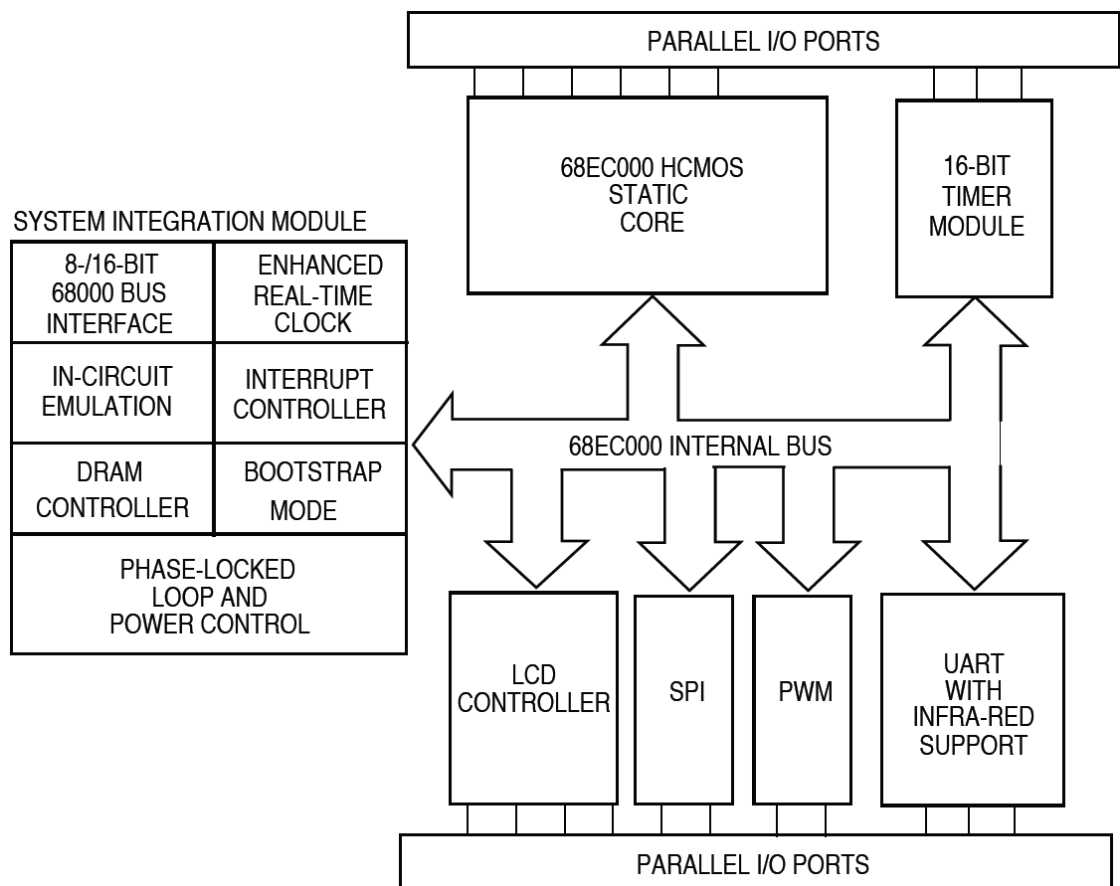 PARALLEL I/O PORTS
68EC000 HCMOS
STATIC
CORE
16-BIT
TIMER
MODULE
SYSTEM INTEGRATION MODULE
8-/16-BIT
68000 BUS
INTERFACE
ENHANCED
REAL-TIME
CLOCK
IN-CIRCUIT
EMULATION
INTERRUPT
CONTROLLER
DRAM
CONTROLLER
BOOTSTRAP
MODE
PHASE-LOCKED
LOOP AND
POWER CONTROL
68EC000 INTERNAL BUS
LCD
CONTROLLER
SPI
PWM
UART
WITH
INFRA-RED
SUPPORT
PARALLEL I/O PORTS